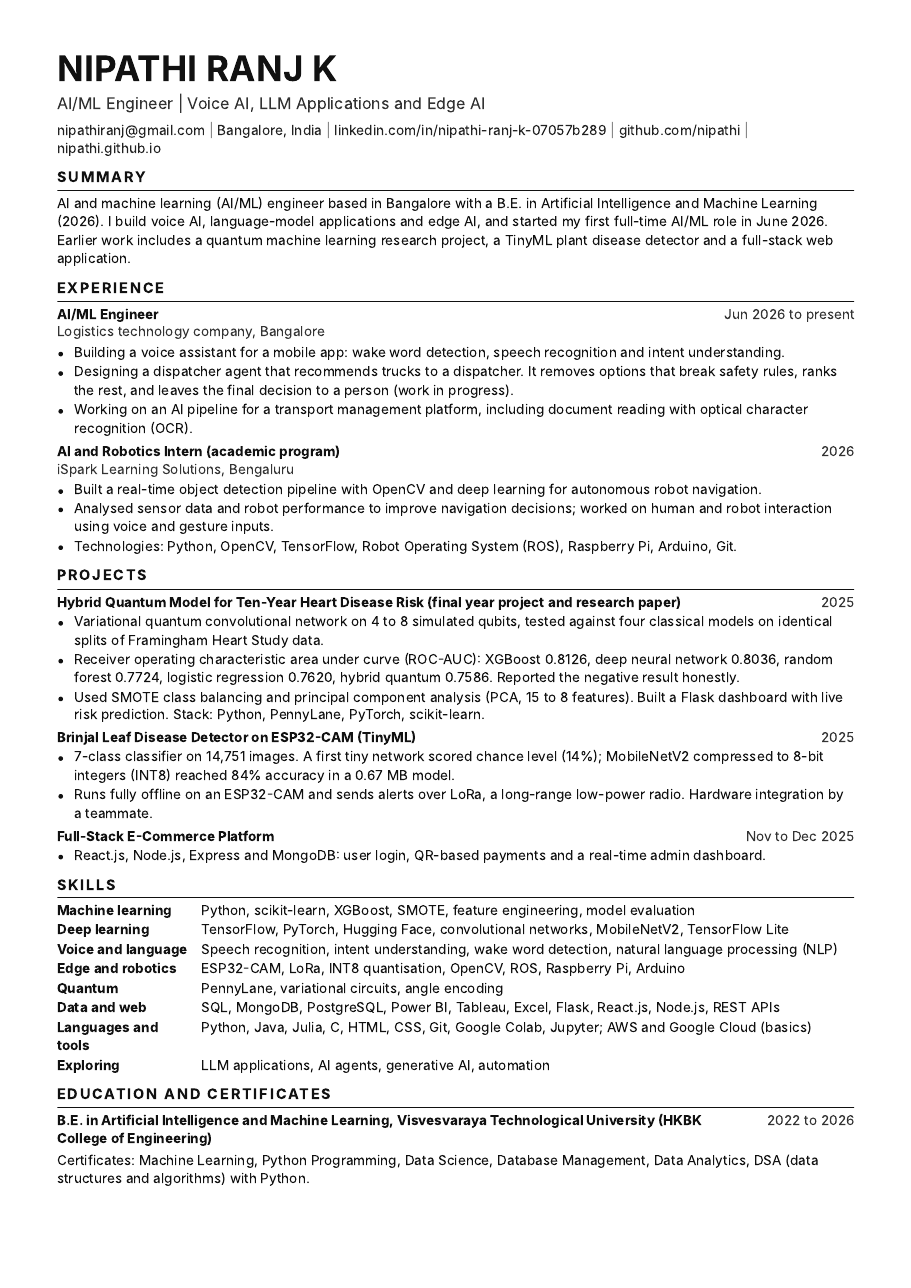 NIPATHI RANJ K
AI/ML Engineer | Voice AI, LLM Applications and Edge AI
nipathiranj@gmail.com | Bangalore, India | linkedin.com/in/nipathi-ranj-k-07057b289 | github.com/nipathi |
nipathi.github.io
SUMMARY
AI and machine learning (AI/ML) engineer based in Bangalore with a B.E. in Artificial Intelligence and Machine Learning
(2026). I build voice AI, language-model applications and edge AI, and started my first full-time AI/ML role in June 2026.
Earlier work includes a quantum machine learning research project, a TinyML plant disease detector and a full-stack web
application.
EXPERIENCE
AI/ML Engineer Jun 2026 to present
Logistics technology company, Bangalore
• Building a voice assistant for a mobile app: wake word detection, speech recognition and intent understanding.
• Designing a dispatcher agent that recommends trucks to a dispatcher. It removes options that break safety rules, ranks
the rest, and leaves the final decision to a person (work in progress).
• Working on an AI pipeline for a transport management platform, including document reading with optical character
recognition (OCR).
AI and Robotics Intern (academic program) 2026
iSpark Learning Solutions, Bengaluru
• Built a real-time object detection pipeline with OpenCV and deep learning for autonomous robot navigation.
• Analysed sensor data and robot performance to improve navigation decisions; worked on human and robot interaction
using voice and gesture inputs.
• Technologies: Python, OpenCV, TensorFlow, Robot Operating System (ROS), Raspberry Pi, Arduino, Git.
PROJECTS
Hybrid Quantum Model for Ten-Year Heart Disease Risk (final year project and research paper) 2025
• Variational quantum convolutional network on 4 to 8 simulated qubits, tested against four classical models on identical
splits of Framingham Heart Study data.
• Receiver operating characteristic area under curve (ROC-AUC): XGBoost 0.8126, deep neural network 0.8036, random
forest 0.7724, logistic regression 0.7620, hybrid quantum 0.7586. Reported the negative result honestly.
• Used SMOTE class balancing and principal component analysis (PCA, 15 to 8 features). Built a Flask dashboard with live
risk prediction. Stack: Python, PennyLane, PyTorch, scikit-learn.
Brinjal Leaf Disease Detector on ESP32-CAM (TinyML) 2025
• 7-class classifier on 14,751 images. A first tiny network scored chance level (14%); MobileNetV2 compressed to 8-bit
integers (INT8) reached 84% accuracy in a 0.67 MB model.
• Runs fully offline on an ESP32-CAM and sends alerts over LoRa, a long-range low-power radio. Hardware integration by
a teammate.
Full-Stack E-Commerce Platform Nov to Dec 2025
• React.js, Node.js, Express and MongoDB: user login, QR-based payments and a real-time admin dashboard.
SKILLS
Machine learning Python, scikit-learn, XGBoost, SMOTE, feature engineering, model evaluation
Deep learning TensorFlow, PyTorch, Hugging Face, convolutional networks, MobileNetV2, TensorFlow Lite
Voice and language Speech recognition, intent understanding, wake word detection, natural language processing (NLP)
Edge and robotics ESP32-CAM, LoRa, INT8 quantisation, OpenCV, ROS, Raspberry Pi, Arduino
Quantum PennyLane, variational circuits, angle encoding
Data and web SQL, MongoDB, PostgreSQL, Power BI, Tableau, Excel, Flask, React.js, Node.js, REST APIs
Languages and Python, Java, Julia, C, HTML, CSS, Git, Google Colab, Jupyter; AWS and Google Cloud (basics)
tools
Exploring LLM applications, AI agents, generative AI, automation
EDUCATION AND CERTIFICATES
B.E. in Artificial Intelligence and Machine Learning, Visvesvaraya Technological University (HKBK 2022 to 2026
College of Engineering)
Certificates: Machine Learning, Python Programming, Data Science, Database Management, Data Analytics, DSA (data
structures and algorithms) with Python.